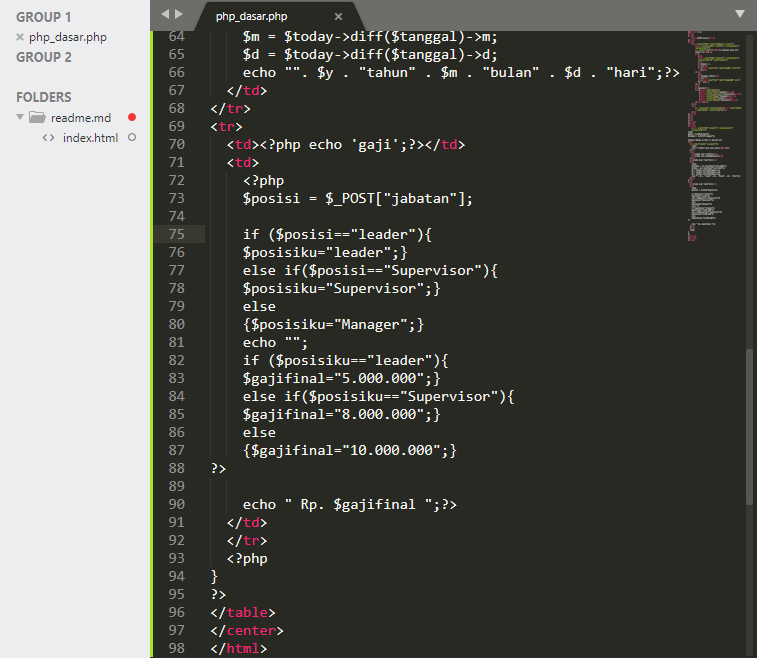 GROUP 1
php_dasar.php
GROUP 2
FOLDERS
readme.md
<> index.html
php_dasar.php
64 $m = $today->diff($tanggal)->m;
65 $d = $today->diff($tanggal)->d;
66 echo "". $y . "tahun" . $m . "bulan" . $d . "hari";?>
67 </td>
68 </tr>
69 <tr>
70 <td><?php echo 'gaji';?></td>
71 <td>
72 <?php
73 $posisi = $_POST["jabatan"];
74
75 if ($posisi=="leader"){
76 $posisiku="leader";}
77 else if($posisi=="Supervisor"){
78 $posisiku="Supervisor";}
79 else
80 {$posisiku="Manager";}
81 echo "";
82 if ($posisiku=="leader"){
83 $gajifinal="5.000.000";}
84 else if($posisiku=="Supervisor"){
85 $gajifinal="8.000.000";}
86 else
87 {$gajifinal="10.000.000";}
88 ?>
89
90 echo " Rp. $gajifinal ";?>
91 </td>
92 </tr>
93 <?php
94 }
95 ?>
96 </table>
97 </center>
98 </html>